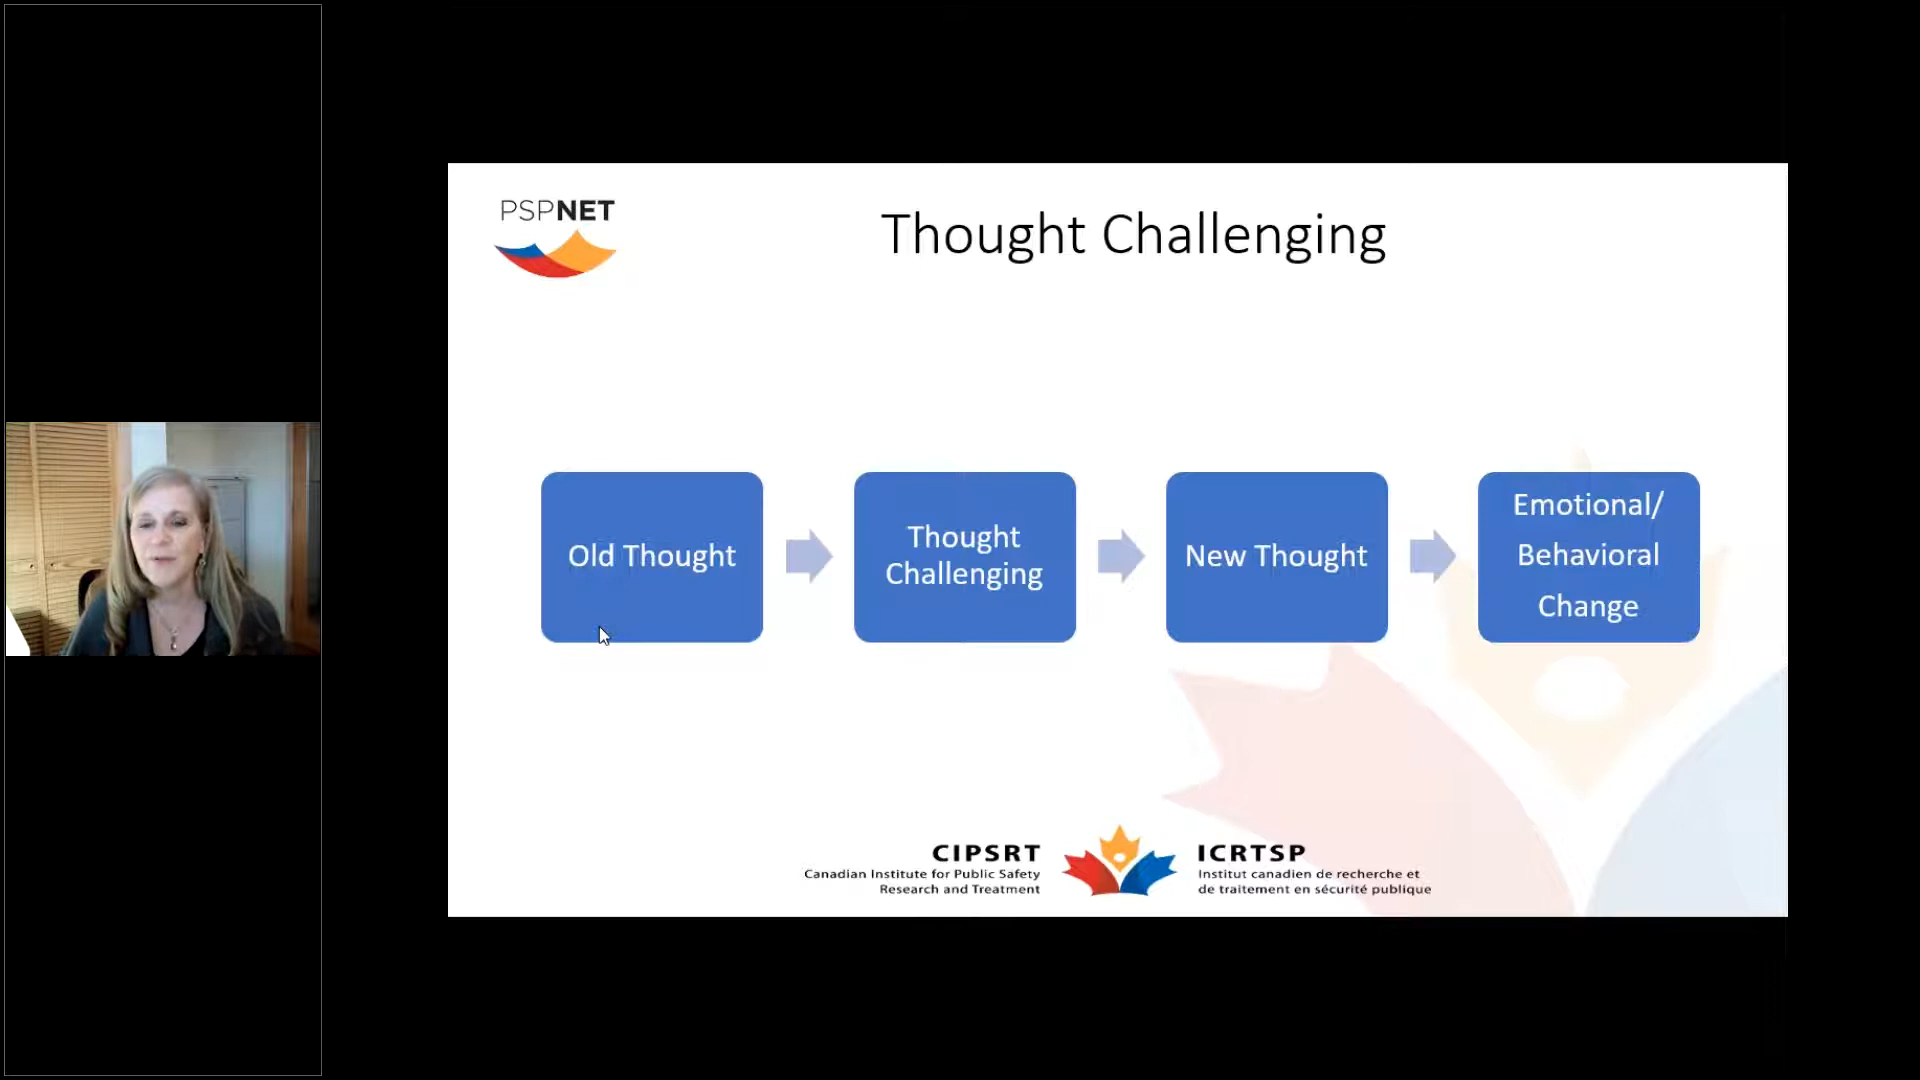 PSPNET
Thought Challenging
Old Thought
Thought
Challenging
New Thought
Emotional/
Behavioral
Change
CIPSRT
Canadian Institute for Public Safety
Research and Treatment
ICRTSP
Institut canadien de recherche et
de traitement en sécurité publique